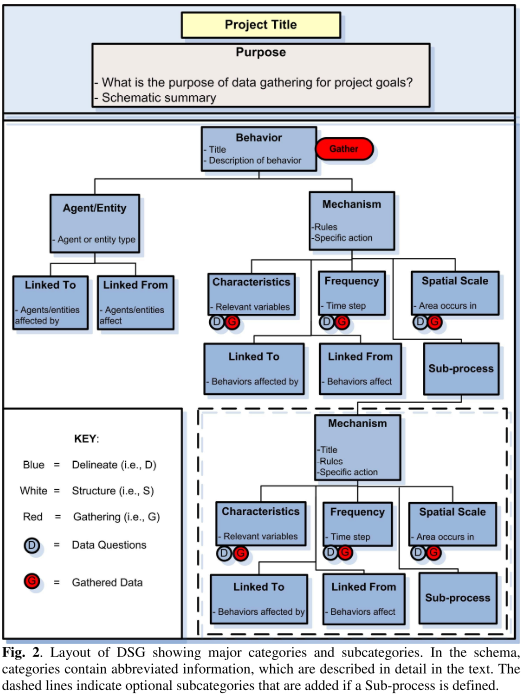 Project Title
Purpose
- What is the purpose of data gathering for project goals?
- Schematic summary
Behavior
- Title
- Description of behavior
Gather
Agent/Entity
- Agent or entity type
Mechanism
-Rules
-Specific action
Linked To
- Agents/entities
affected by
Linked From
- Agents/entities
affect
Characteristics
- Relevant variables
D G
Frequency
- Time step
D G
Spatial Scale
- Area occurs in
D G
Linked To
- Behaviors affected by
Linked From
- Behaviors affect
Sub-process
KEY:
Blue = Delineate (i.e., D)
White = Structure (i.e., S)
Red = Gathering (i.e., G)
D = Data Questions
G = Gathered Data
Mechanism
-Title
-Rules
-Specific action
Characteristics
- Relevant variables
D G
Frequency
- Time step
D G
Spatial Scale
- Area occurs in
D G
Linked To
- Behaviors affected by
Linked From
- Behaviors affect
Sub-process
Fig. 2. Layout of DSG showing major categories and subcategories. In the schema,
categories contain abbreviated information, which are described in detail in the text. The
dashed lines indicate optional subcategories that are added if a Sub-process is defined.